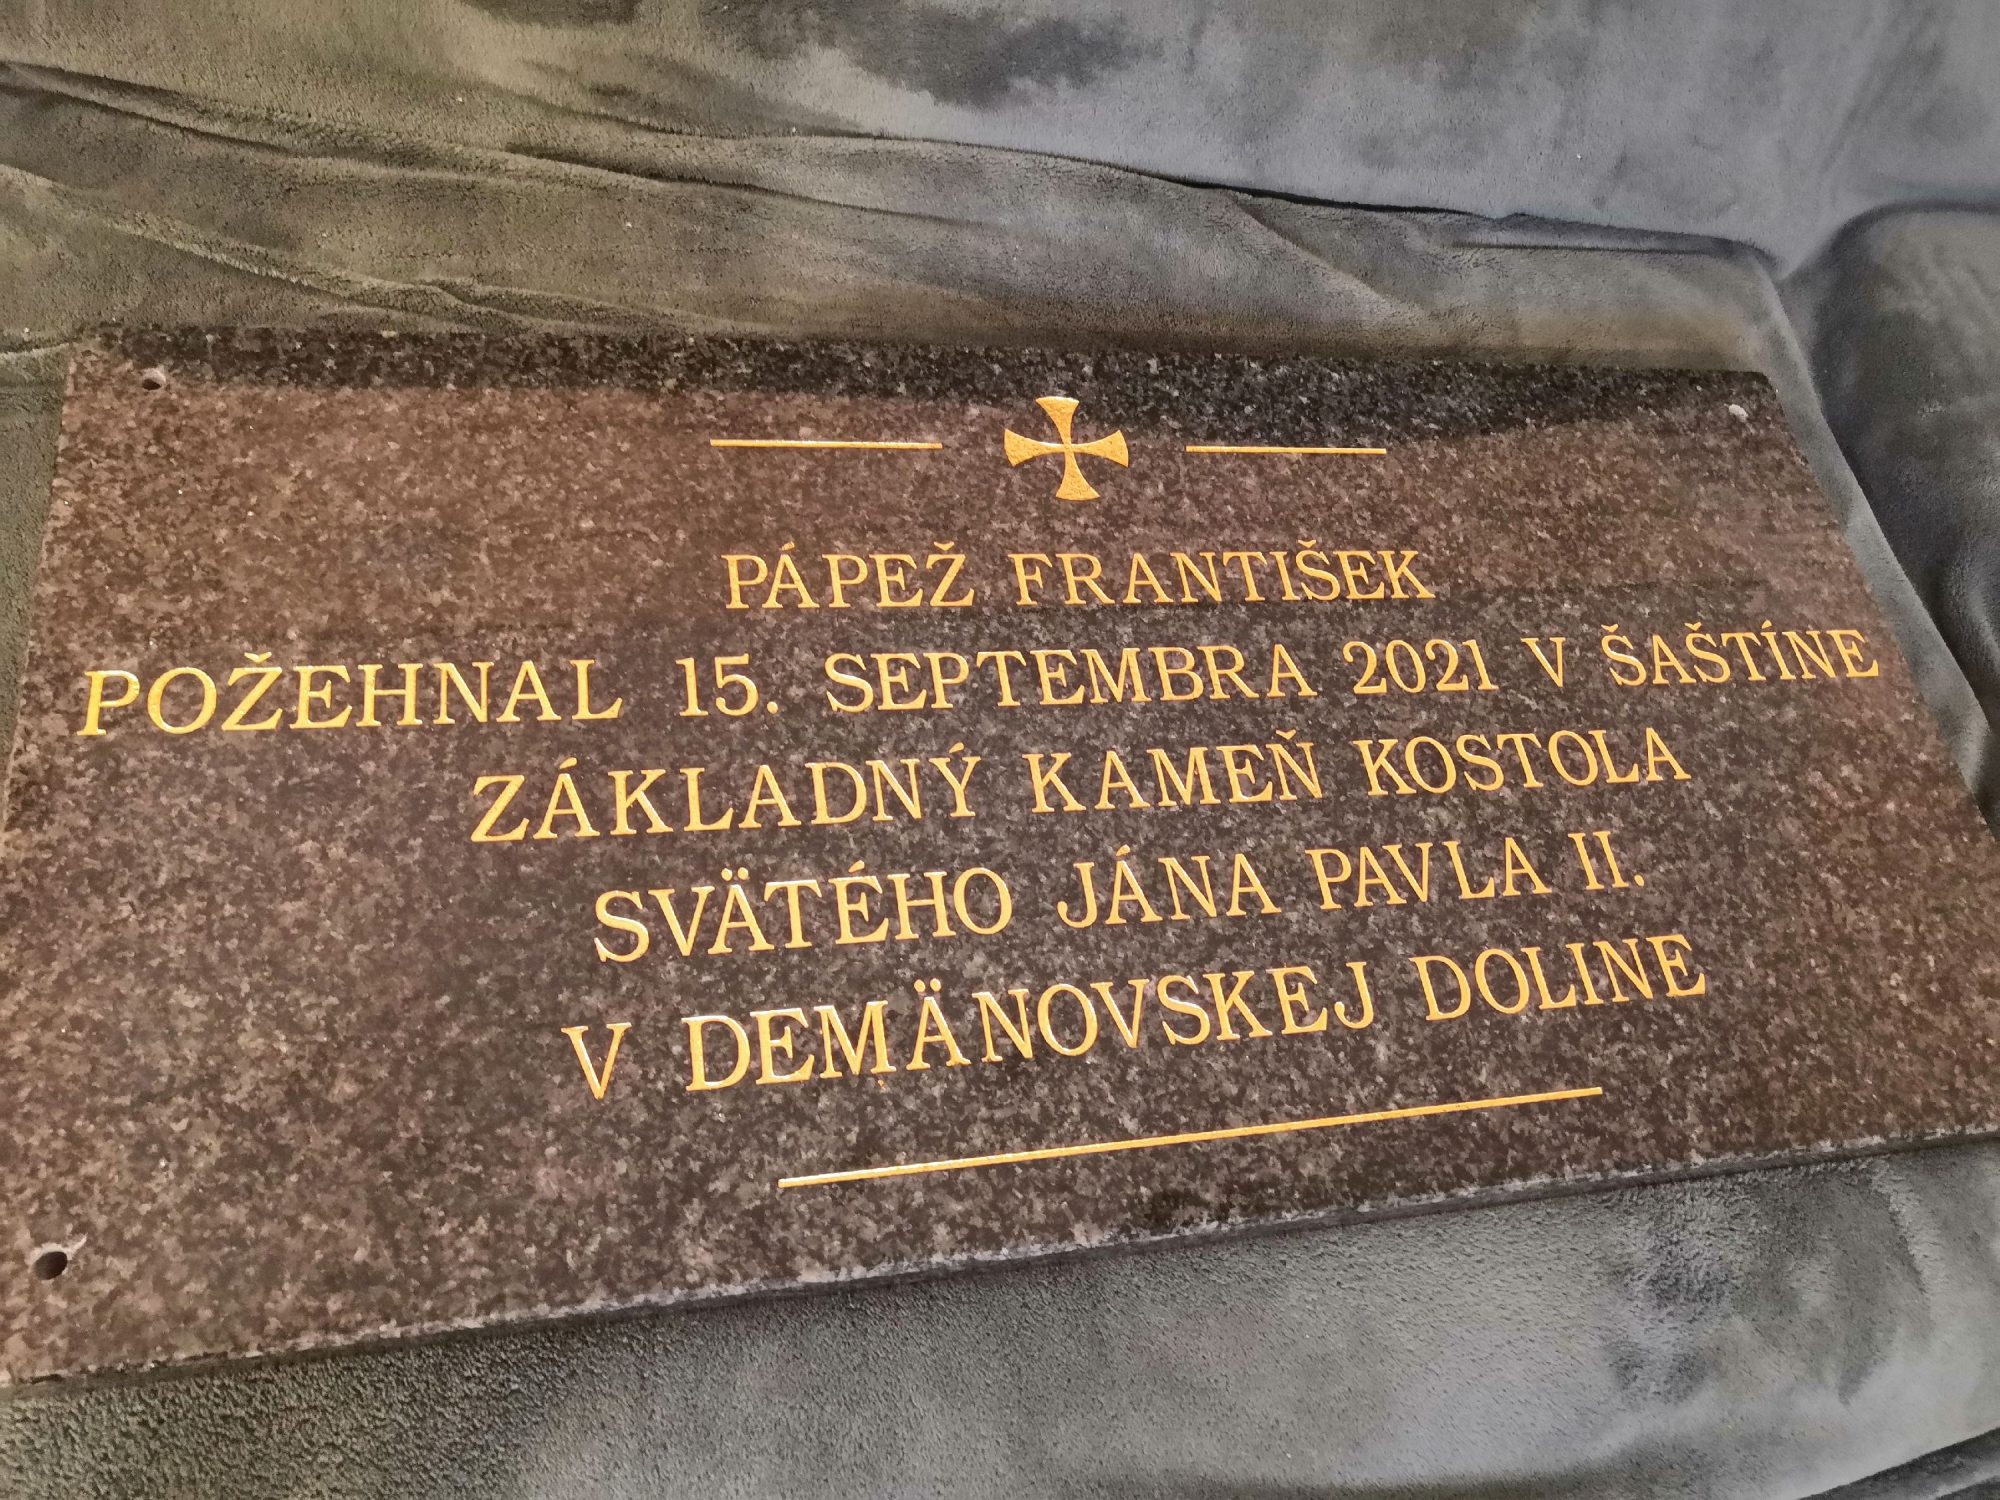 PÁPEŽ FRANTIŠEK
POŽEHNAL 15. SEPTEMBRA 2021 V ŠAŠTÍNE
ZÁKLADNÝ KAMEŇ KOSTOLA
SVÄTÉHO JÁNA PAVLA II.
V DEMÄNOVSKEJ DOLINE